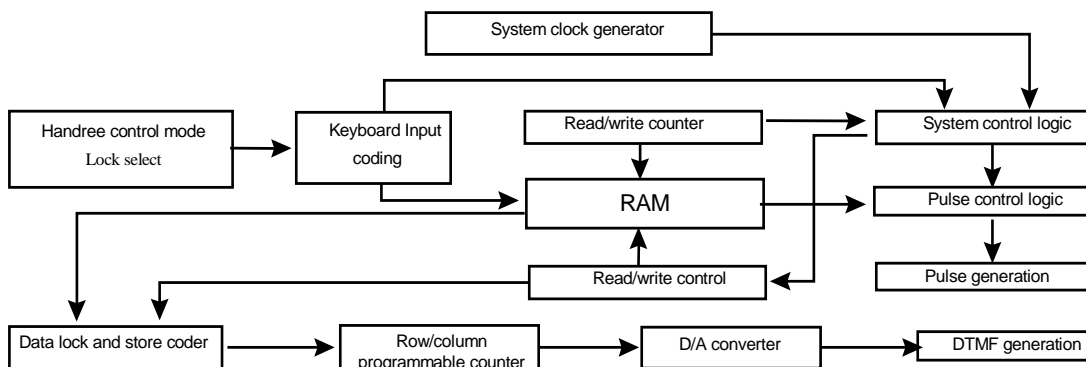 System clock generator
Handree control mode
Lock select
Keyboard Input
coding
Read/write counter
System control logic
RAM
Pulse control logic
Read/write control
Pulse generation
Data lock and store coder
Row/column
programmable counter
D/A converter
DTMF generation